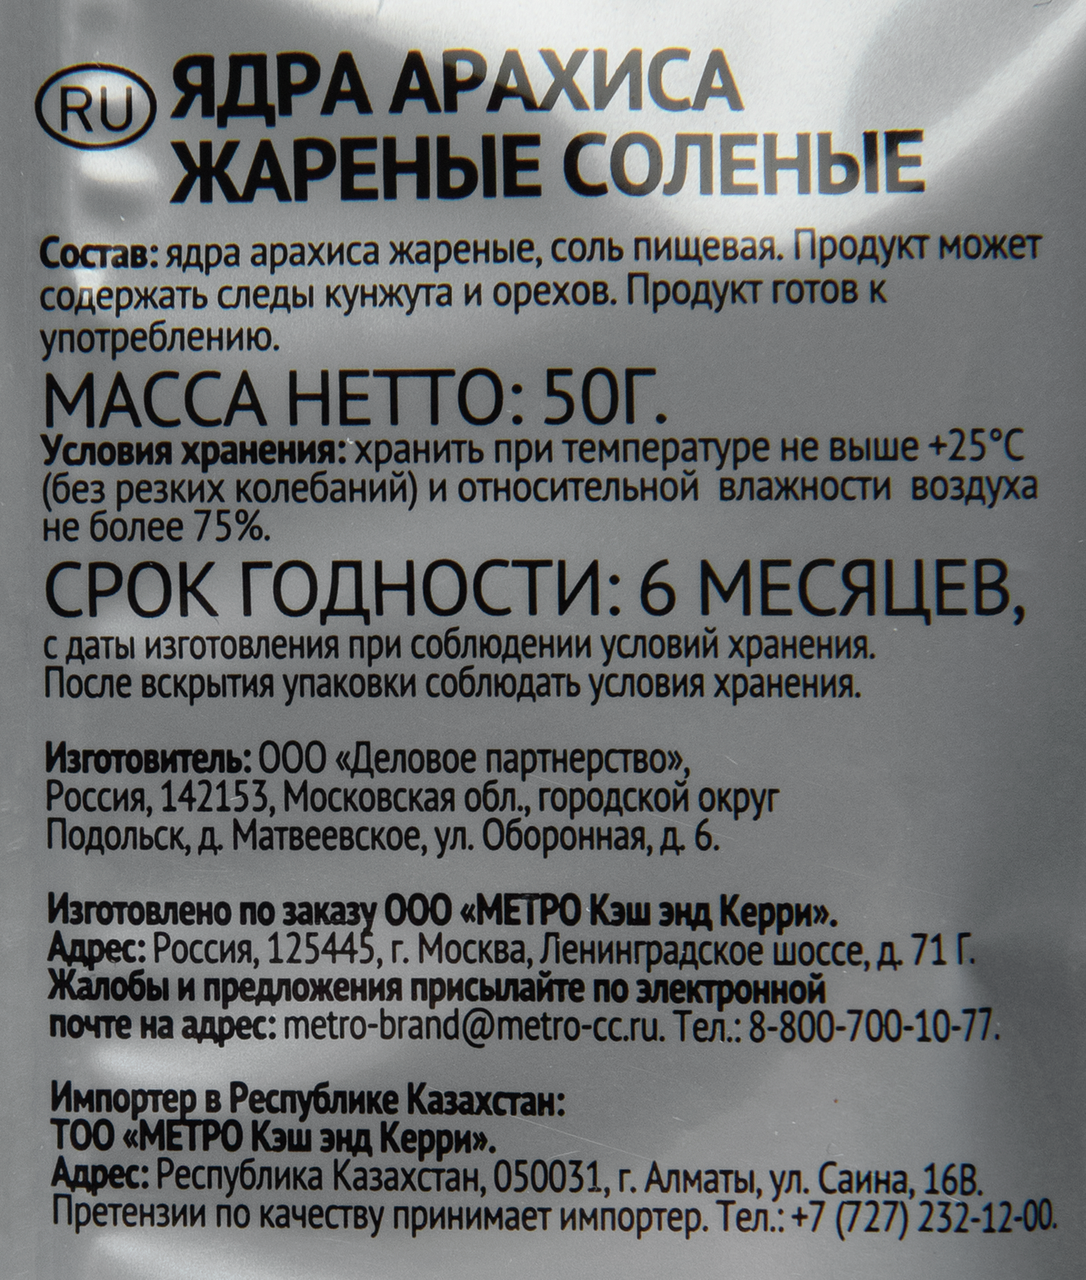 RU ЯДРА АРАХИСА
ЖАРЕНЫЕ СОЛЕНЫЕ
Состав: ядра арахиса жареные, соль пищевая. Продукт может
содержать следы кунжута и орехов. Продукт готов к
употреблению.
МАССА НЕТТО: 50Г.
Условия хранения: хранить при температуре не выше +25°С
(без резких колебаний) и относительной влажности воздуха
не более 75%.
СРОК ГОДНОСТИ: 6 МЕСЯЦЕВ,
с даты изготовления при соблюдении условий хранения.
После вскрытия упаковки соблюдать условия хранения.
Изготовитель: ООО «Деловое партнерство»,
Россия, 142153, Московская обл., городской округ
Подольск, д. Матвеевское, ул. Оборонная, д. 6.
Изготовлено по заказу ООО «МЕТРО Кэш энд Керри».
Адрес: Россия, 125445, г. Москва, Ленинградское шоссе, д. 71 Г.
Жалобы и предложения присылайте по электронной
почте на адрес: metro-brand@metro-cc.ru. Тел.: 8-800-700-10-77.
Импортер в Республике Казахстан:
ТОО «МЕТРО Кэш энд Керри».
Адрес: Республика Казахстан, 050031, г. Алматы, ул. Саина, 16В.
Претензии по качеству принимает импортер. Тел.: +7 (727) 232-12-00.